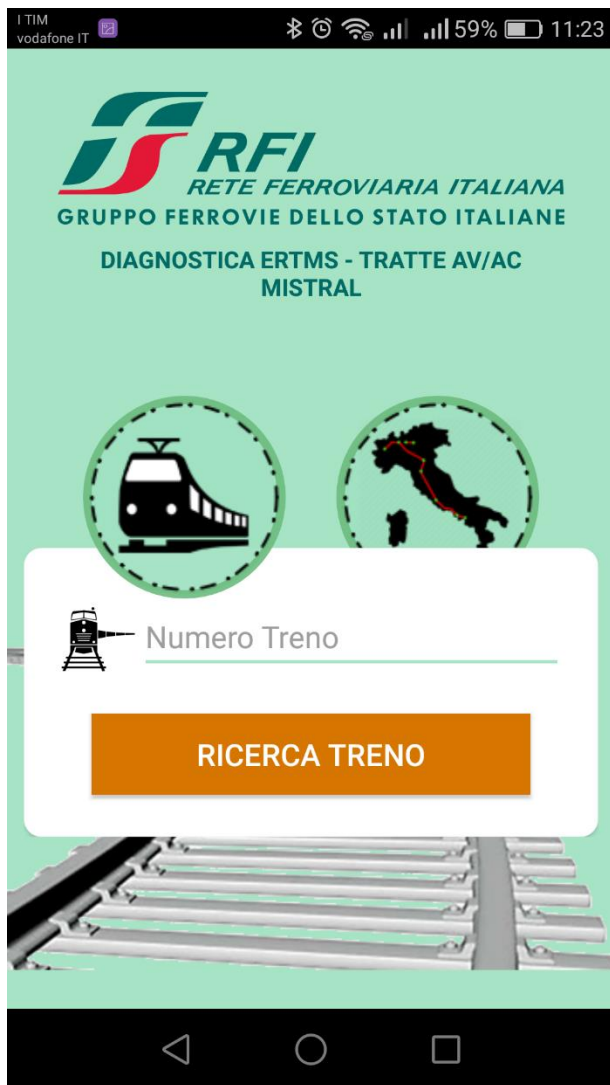 I TIM
vodafone IT
59% 11:23
RFI
RETE FERROVIARIA ITALIANA
GRUPPO FERROVIE DELLO STATO ITALIANE
DIAGNOSTICA ERTMS - TRATTE AV/AC
MISTRAL
Numero Treno
RICERCA TRENO